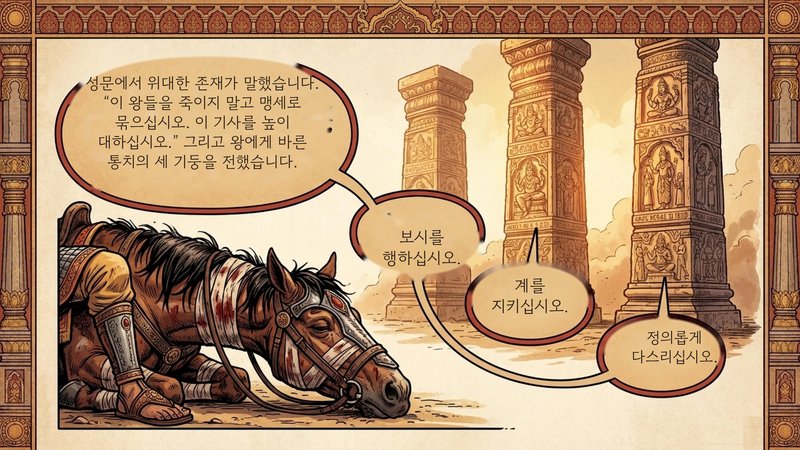 성문에서 위대한 존재가 말했습니다.
“이 왕들을 죽이지 말고 맹세로
묶으십시오. 이 기사를 높이
대하십시오.” 그리고 왕에게 바른
통치의 세 기둥을 전했습니다.
보시를
행하십시오.
계를
지키십시오.
정의롭게
다스리십시오.